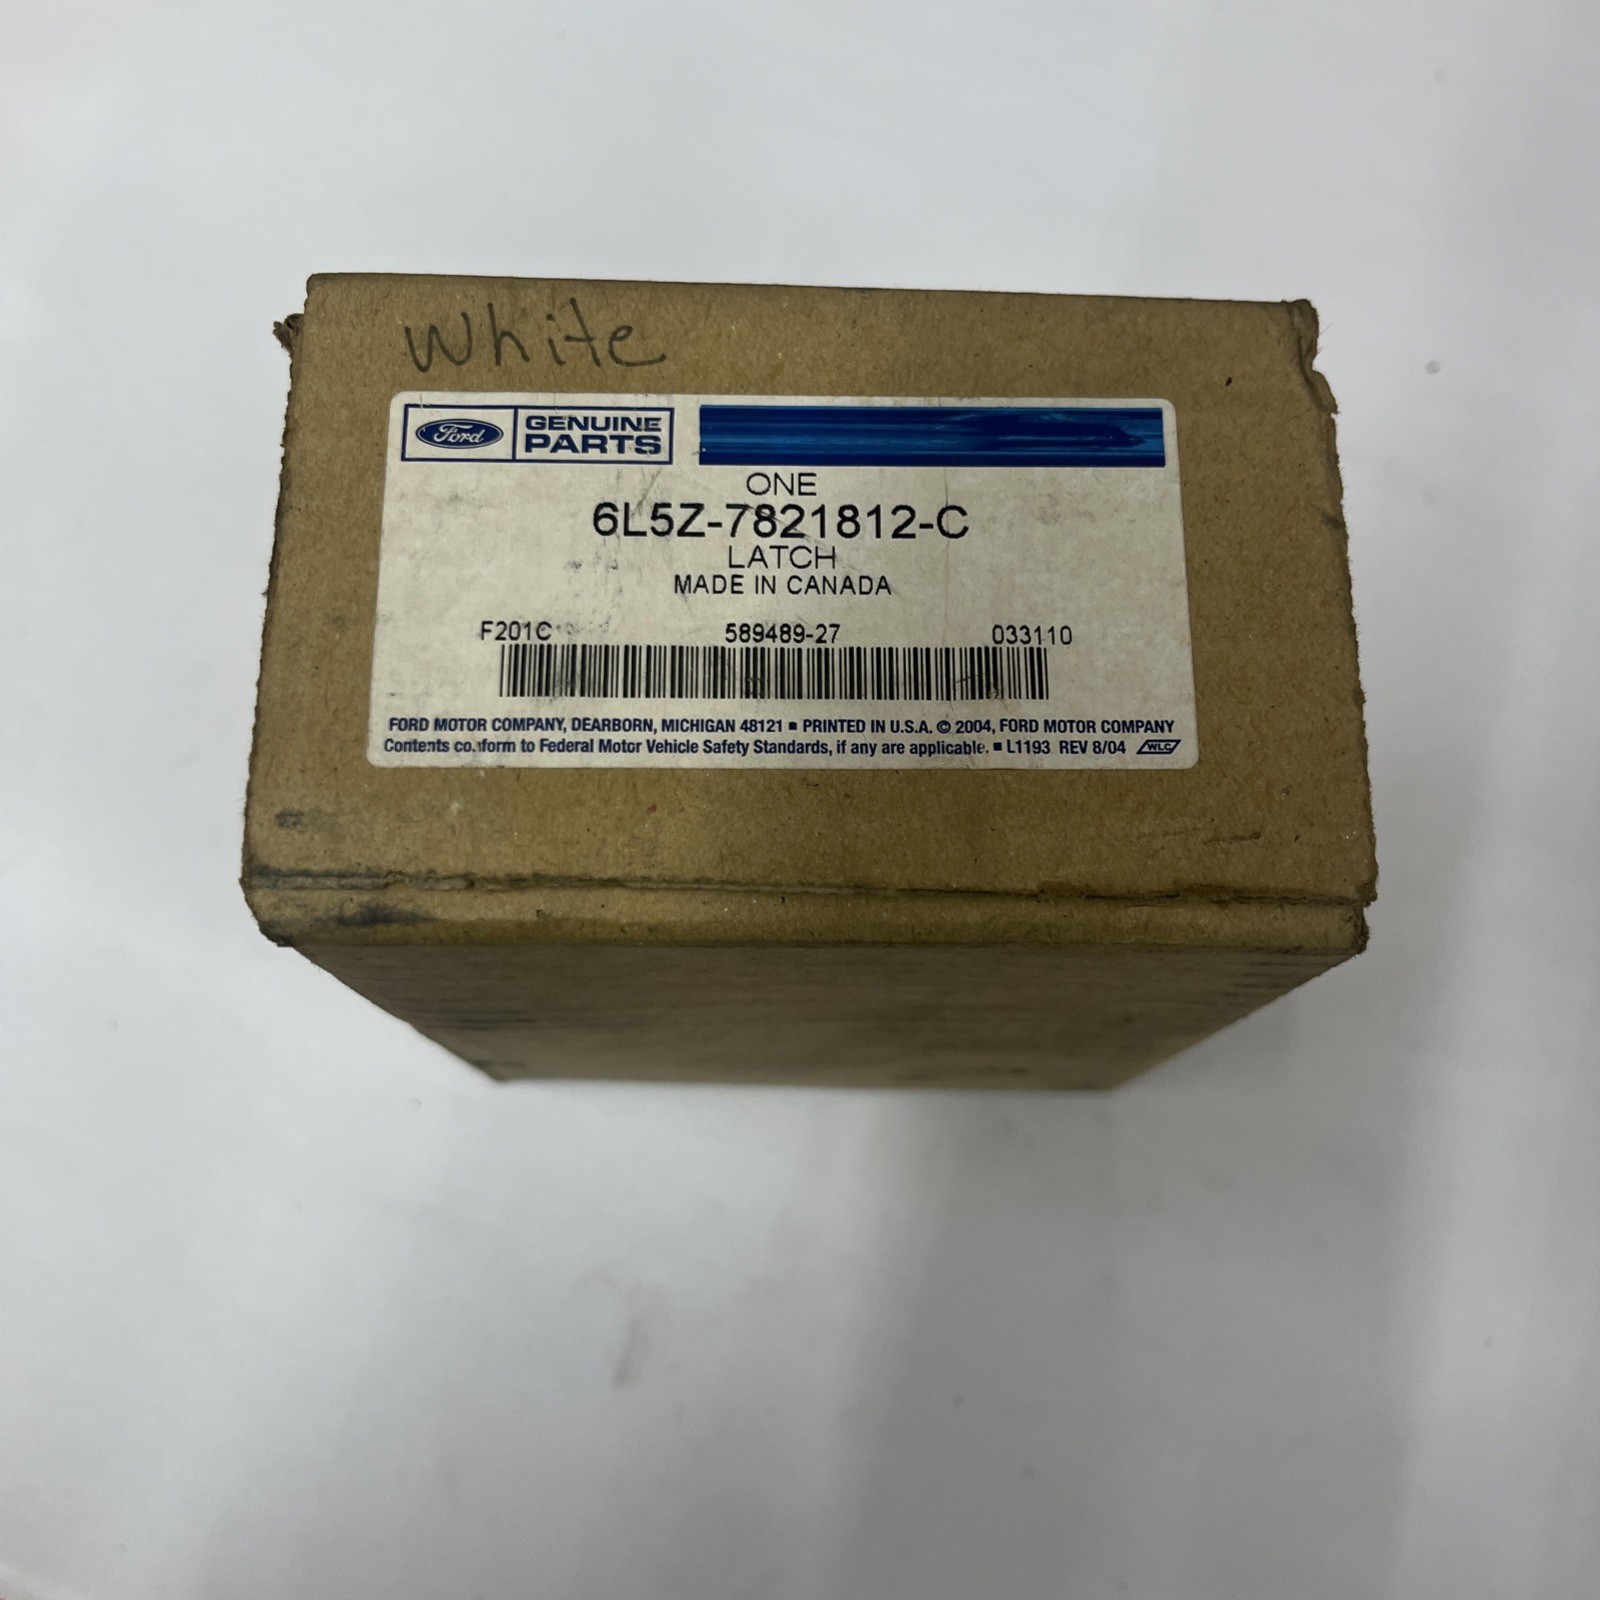 White
Ford GENUINE PARTS
ONE
6L5Z-7821812-C
LATCH
MADE IN CANADA
F201C 589489-27 033110
FORD MOTOR COMPANY, DEARBORN, MICHIGAN 48121 ▪ PRINTED IN U.S.A. © 2004, FORD MOTOR COMPANY
Contents conform to Federal Motor Vehicle Safety Standards, if any are applicable. ▪ L1193 REV 8/04 WLC